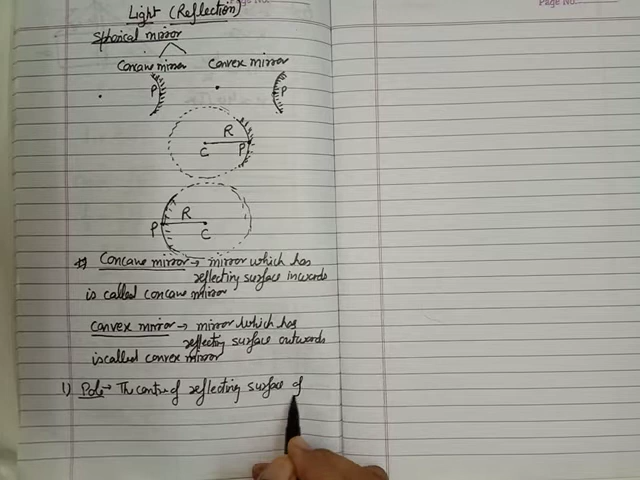 Page No.
Light (Reflection)
Spherical mirror
Concave mirror Convex mirror
P P
R
C P
R
P C
Concave mirror → mirror which has
reflecting surface inwards
is called concave mirror
Convex mirror → mirror which has
reflecting surface outwards
is called convex mirror
1) Pole → The centre of reflecting surface of